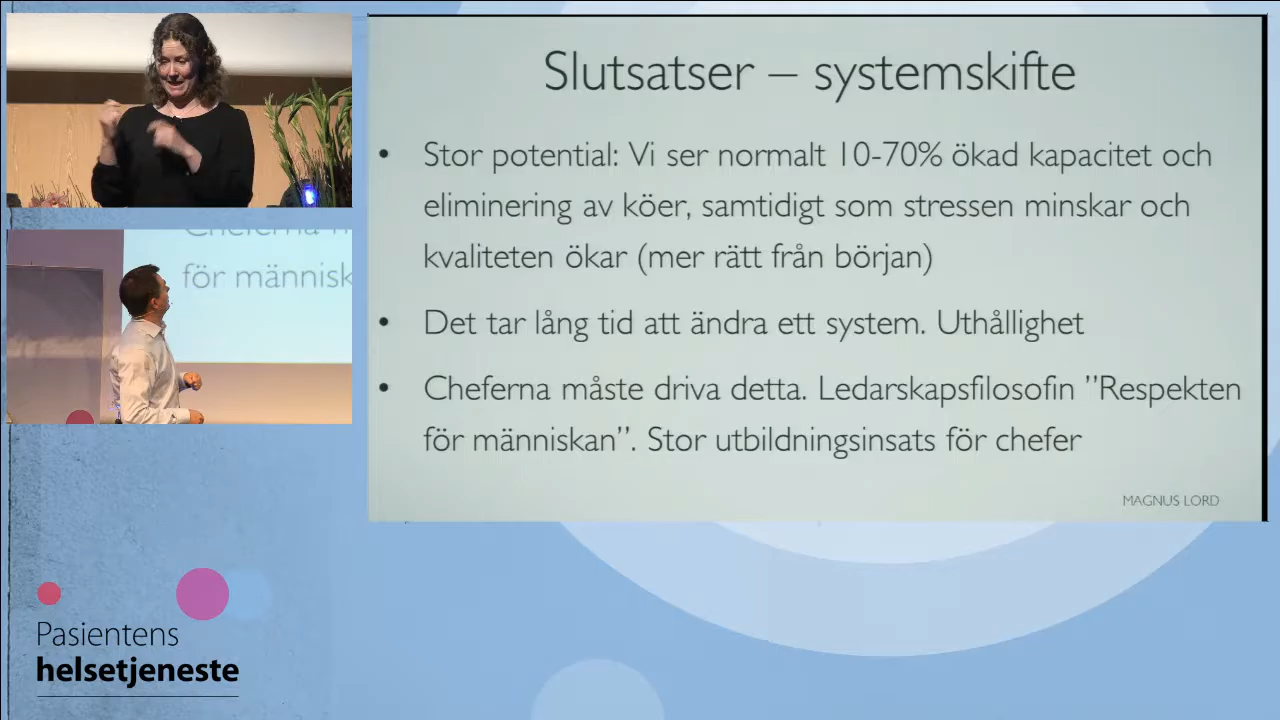 Cheferna m
för människ
Slutsatser – systemskifte
• Stor potential: Vi ser normalt 10-70% ökad kapacitet och
eliminering av köer, samtidigt som stressen minskar och
kvaliteten ökar (mer rätt från början)
• Det tar lång tid att ändra ett system. Uthållighet
• Cheferna måste driva detta. Ledarskapsfilosofin ”Respekten
för människan”. Stor utbildningsinsats för chefer
MAGNUS LORD
Pasientens
helsetjeneste